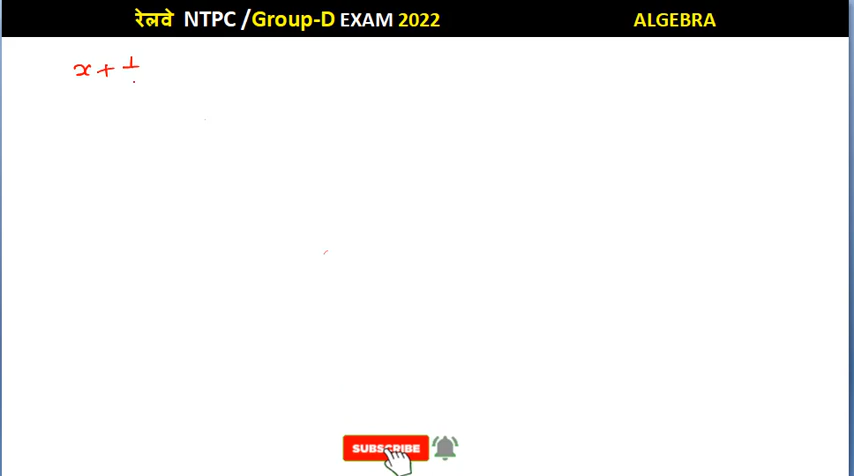 रेलवे NTPC /Group-D EXAM 2022 ALGEBRA
x + 1
SUBSCRIBE